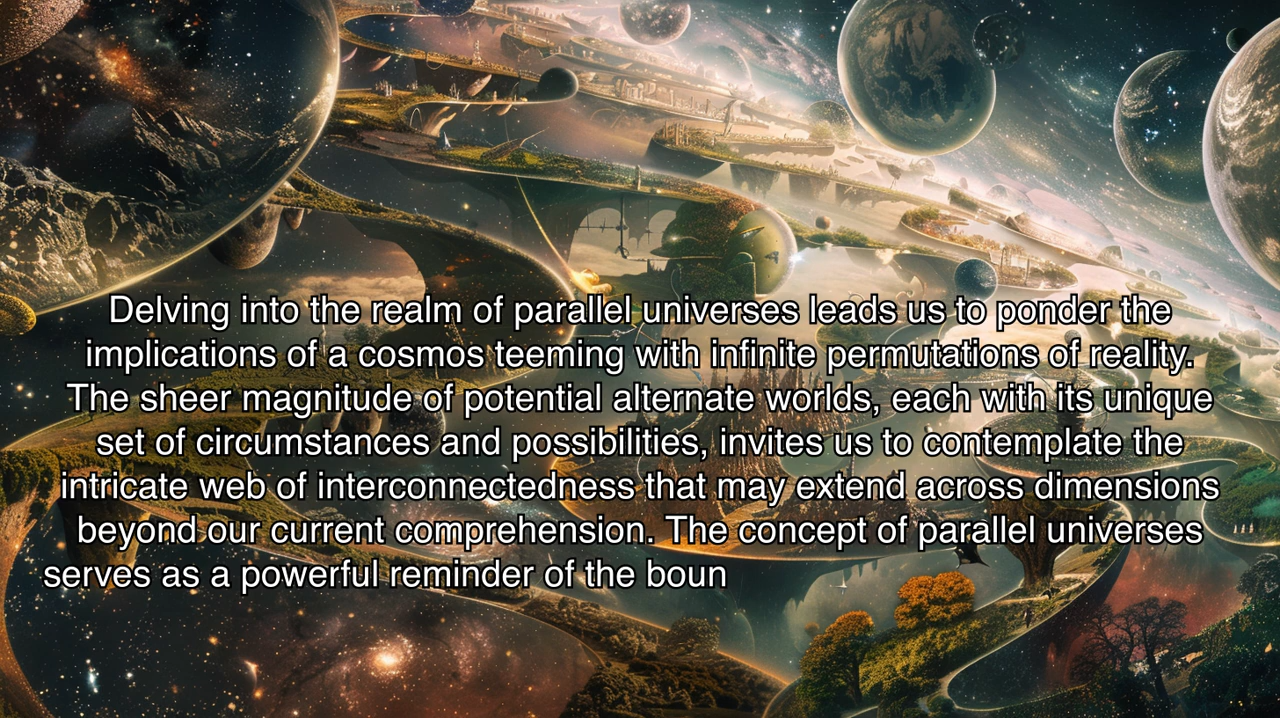 Delving into the realm of parallel universes leads us to ponder the
implications of a cosmos teeming with infinite permutations of reality.
The sheer magnitude of potential alternate worlds, each with its unique
set of circumstances and possibilities, invites us to contemplate the
intricate web of interconnectedness that may extend across dimensions
beyond our current comprehension. The concept of parallel universes
serves as a powerful reminder of the boun